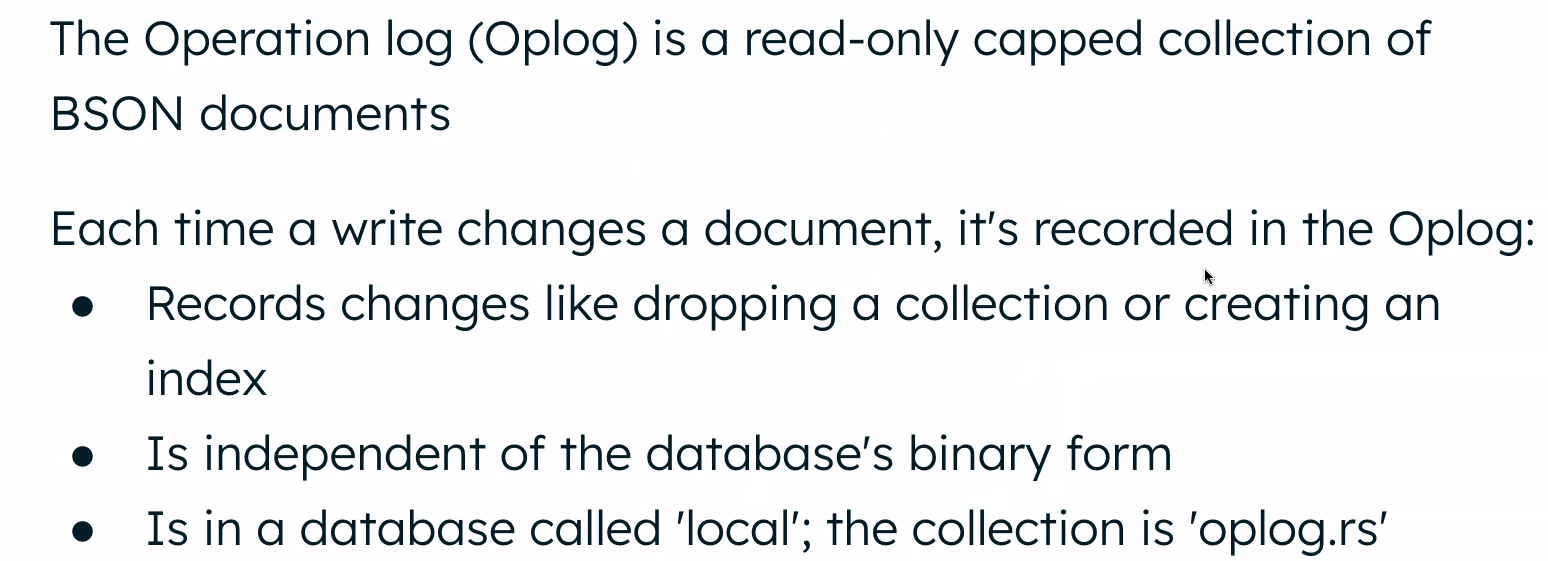 The Operation log (Oplog) is a read-only capped collection of
BSON documents
Each time a write changes a document, it's recorded in the Oplog:
● Records changes like dropping a collection or creating an
index
● Is independent of the database's binary form
● Is in a database called 'local'; the collection is 'oplog.rs'